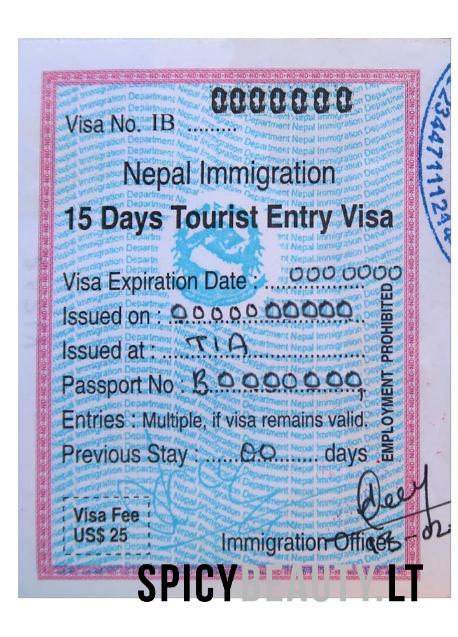 0000000
Visa No. IB .........
Nepal Immigration
15 Days Tourist Entry Visa
Visa Expiration Date : ...000 0000
Issued on : 00000 00000
Issued at : TIA
Passport No : B 0000000
EMPLOYMENT PROHIBITED
Entries : Multiple, if visa remains valid.
Previous Stay : ......00........ days
Visa Fee
US$ 25
Immigration Officer
SPICYBEAUTY.LT